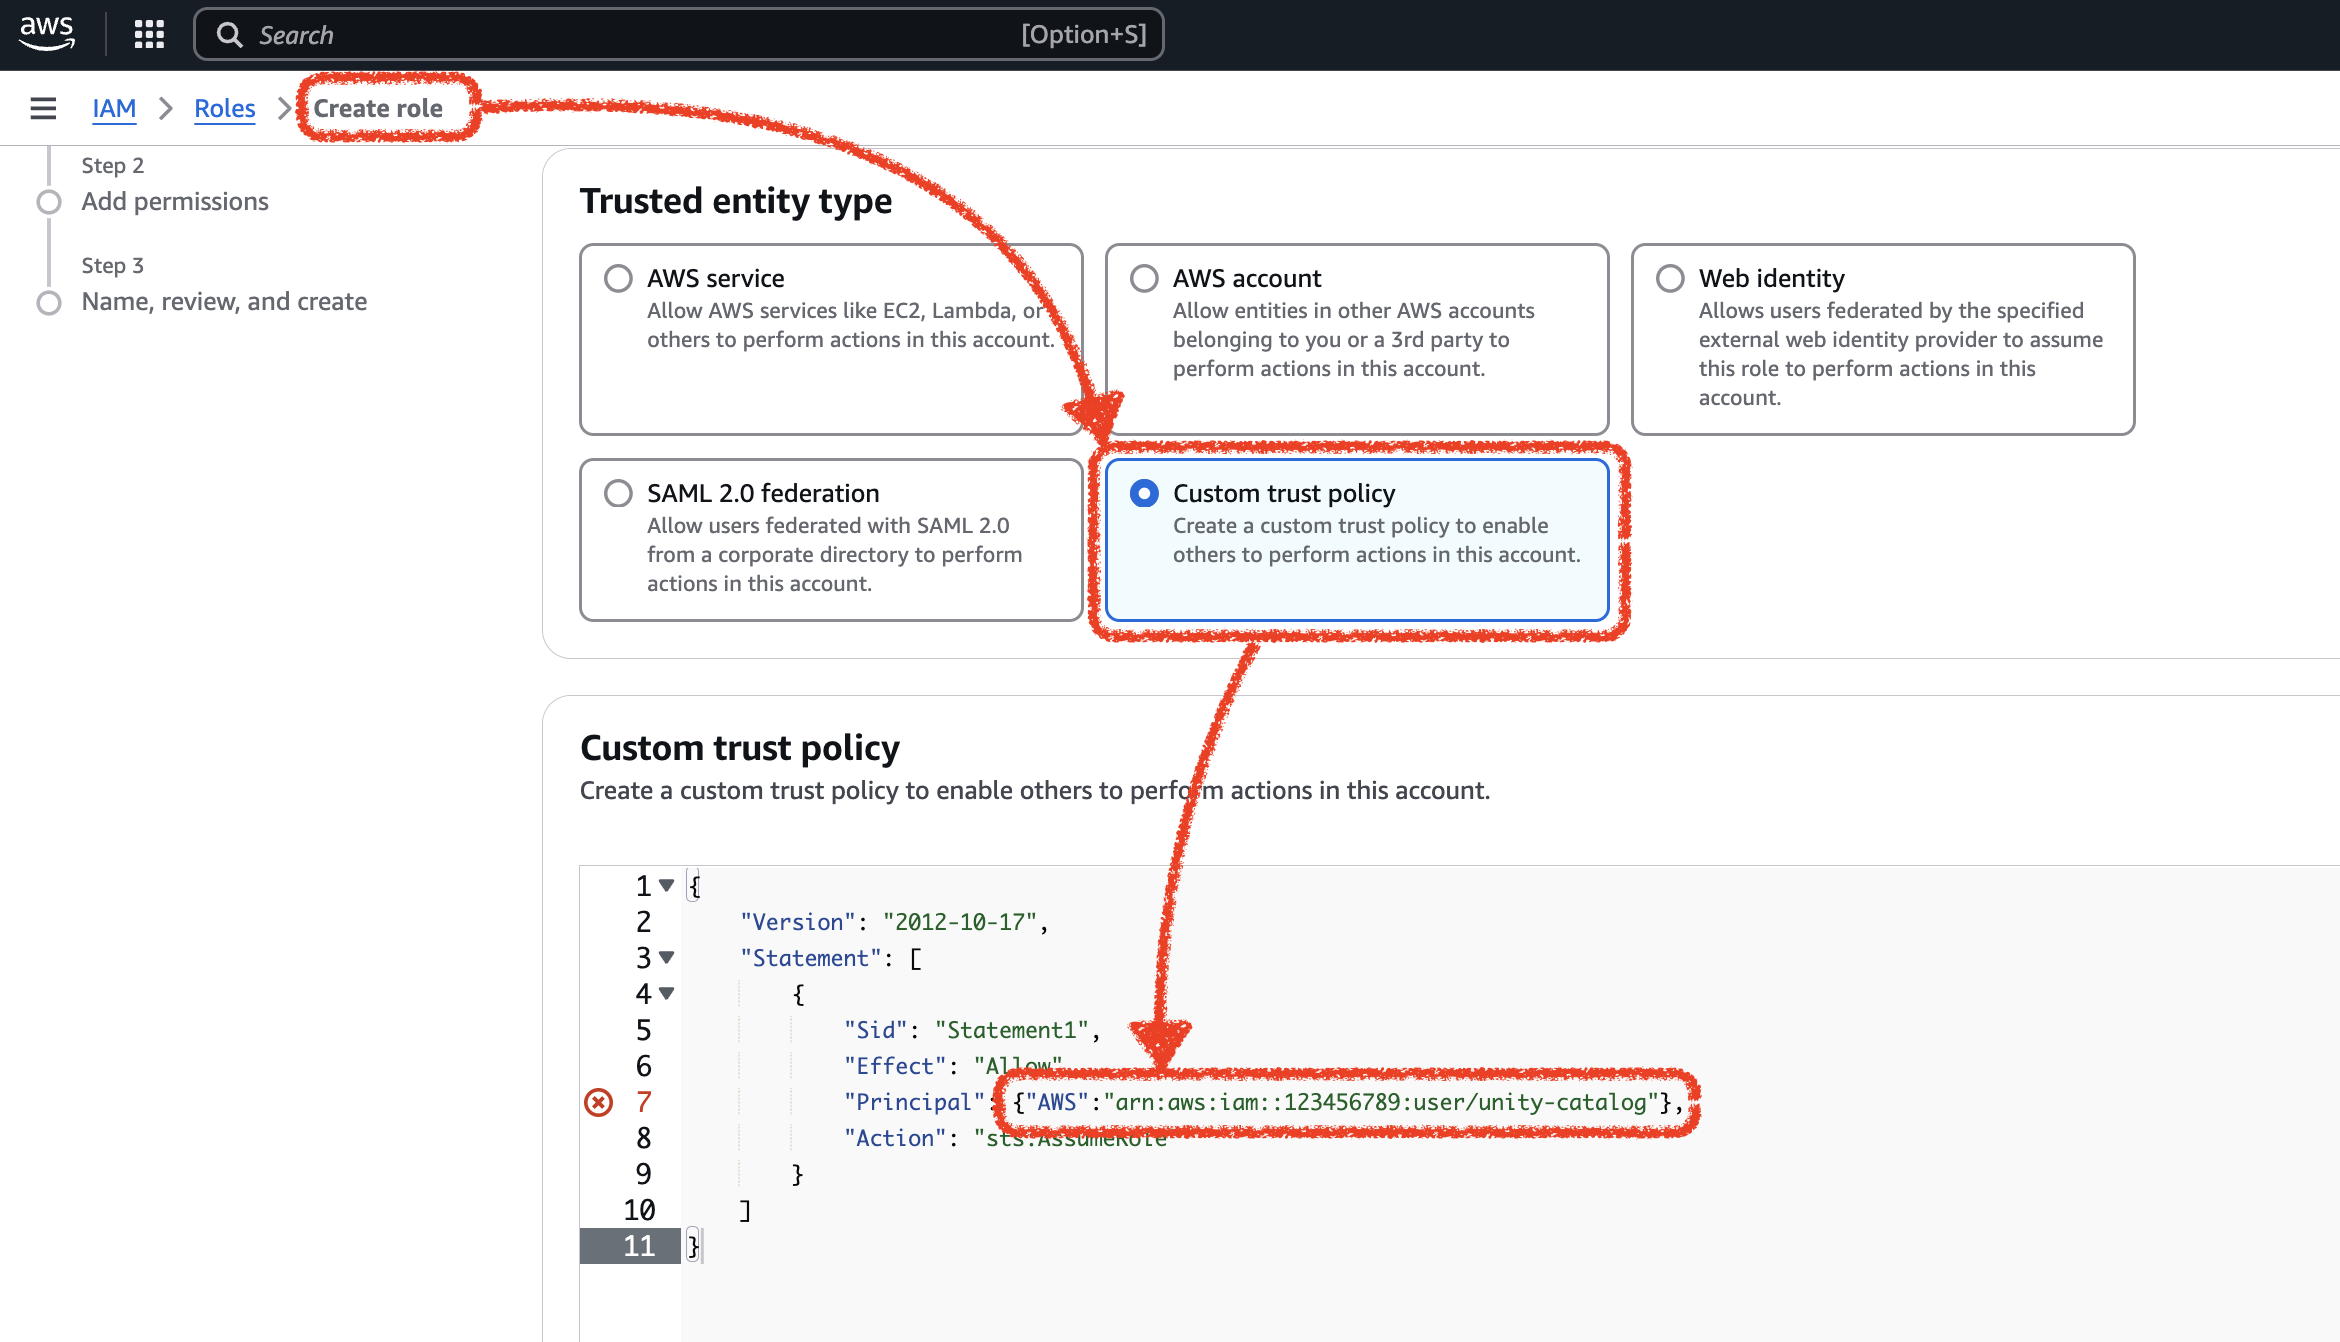 aws
Search [Option+S]
IAM > Roles > Create role
Step 2
Add permissions
Step 3
Name, review, and create
Trusted entity type
AWS service
Allow AWS services like EC2, Lambda, or
others to perform actions in this account.
AWS account
Allow entities in other AWS accounts
belonging to you or a 3rd party to
perform actions in this account.
Web identity
Allows users federated by the specified
external web identity provider to assume
this role to perform actions in this
account.
SAML 2.0 federation
Allow users federated with SAML 2.0
from a corporate directory to perform
actions in this account.
Custom trust policy
Create a custom trust policy to enable
others to perform actions in this account.
Custom trust policy
Create a custom trust policy to enable others to perform actions in this account.
1 {
2 "Version": "2012-10-17",
3 "Statement": [
4 {
5 "Sid": "Statement1",
6 "Effect": "Allow"
7 "Principal": {"AWS":"arn:aws:iam::123456789:user/unity-catalog"},
8 "Action": "sts:AssumeRole
9 }
10 ]
11 }